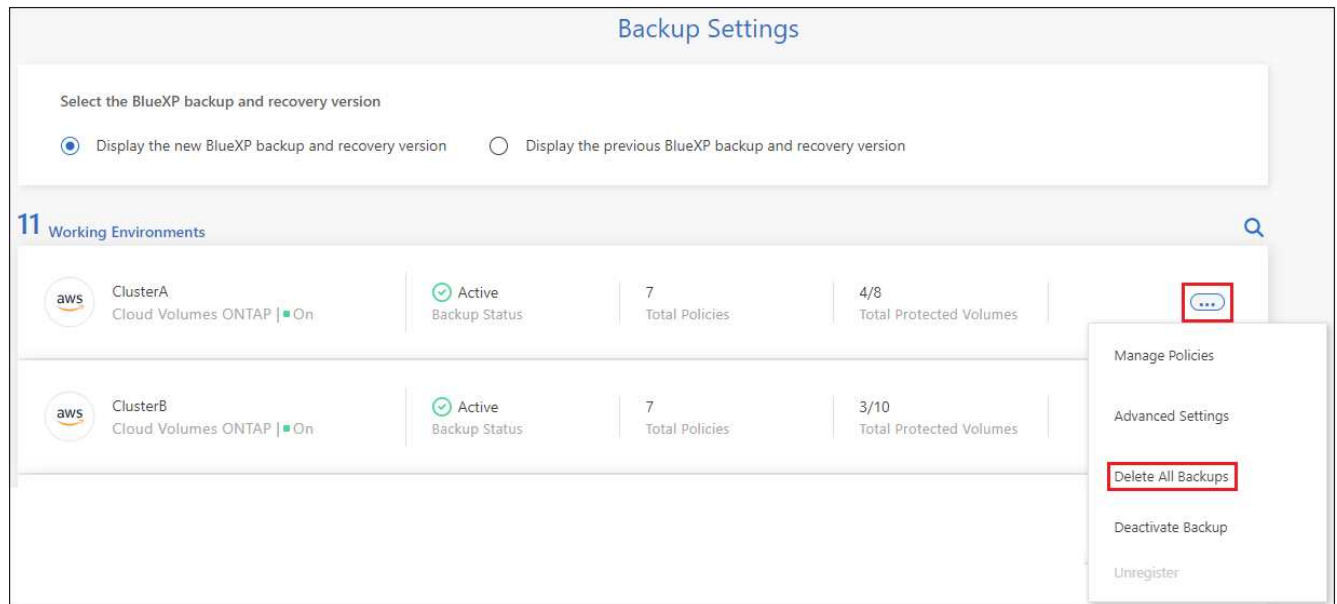 Backup Settings
Select the BlueXP backup and recovery version
Display the new BlueXP backup and recovery version
Display the previous BlueXP backup and recovery version
11 Working Environments
aws
ClusterA
Cloud Volumes ONTAP | On
Active
Backup Status
7
Total Policies
4/8
Total Protected Volumes
...
Manage Policies
Advanced Settings
Delete All Backups
Deactivate Backup
Unregister
aws
ClusterB
Cloud Volumes ONTAP | On
Active
Backup Status
7
Total Policies
3/10
Total Protected Volumes